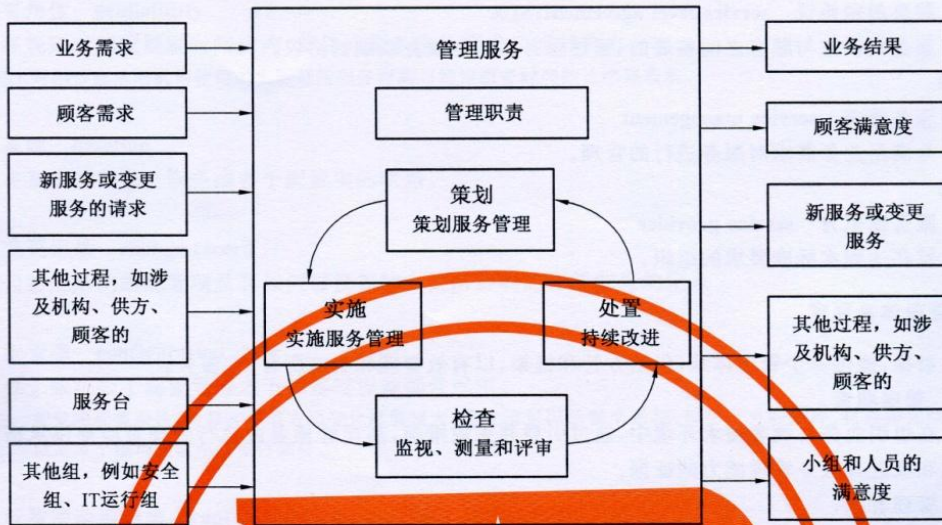 业务需求
顾客需求
新服务或变更
服务的请求
其他过程，如涉
及机构、供方、
顾客的
服务台
其他组，例如安全
组、IT运行组
管理服务
管理职责
策划
策划服务管理
实施
实施服务管理
处置
持续改进
检查
监视、测量和评审
业务结果
顾客满意度
新服务或变更
服务
其他过程，如涉
及机构、供方、
顾客的
小组和人员的
满意度